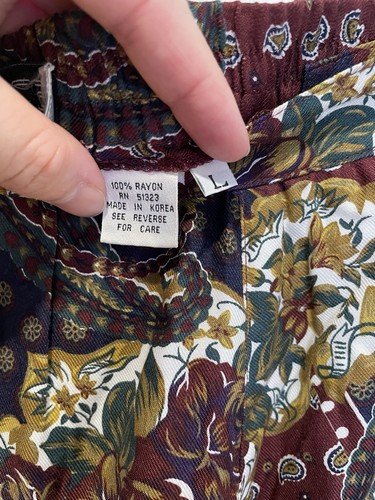 100% RAYON
RN 51323
MADE IN KOREA
SEE REVERSE
FOR CARE
L